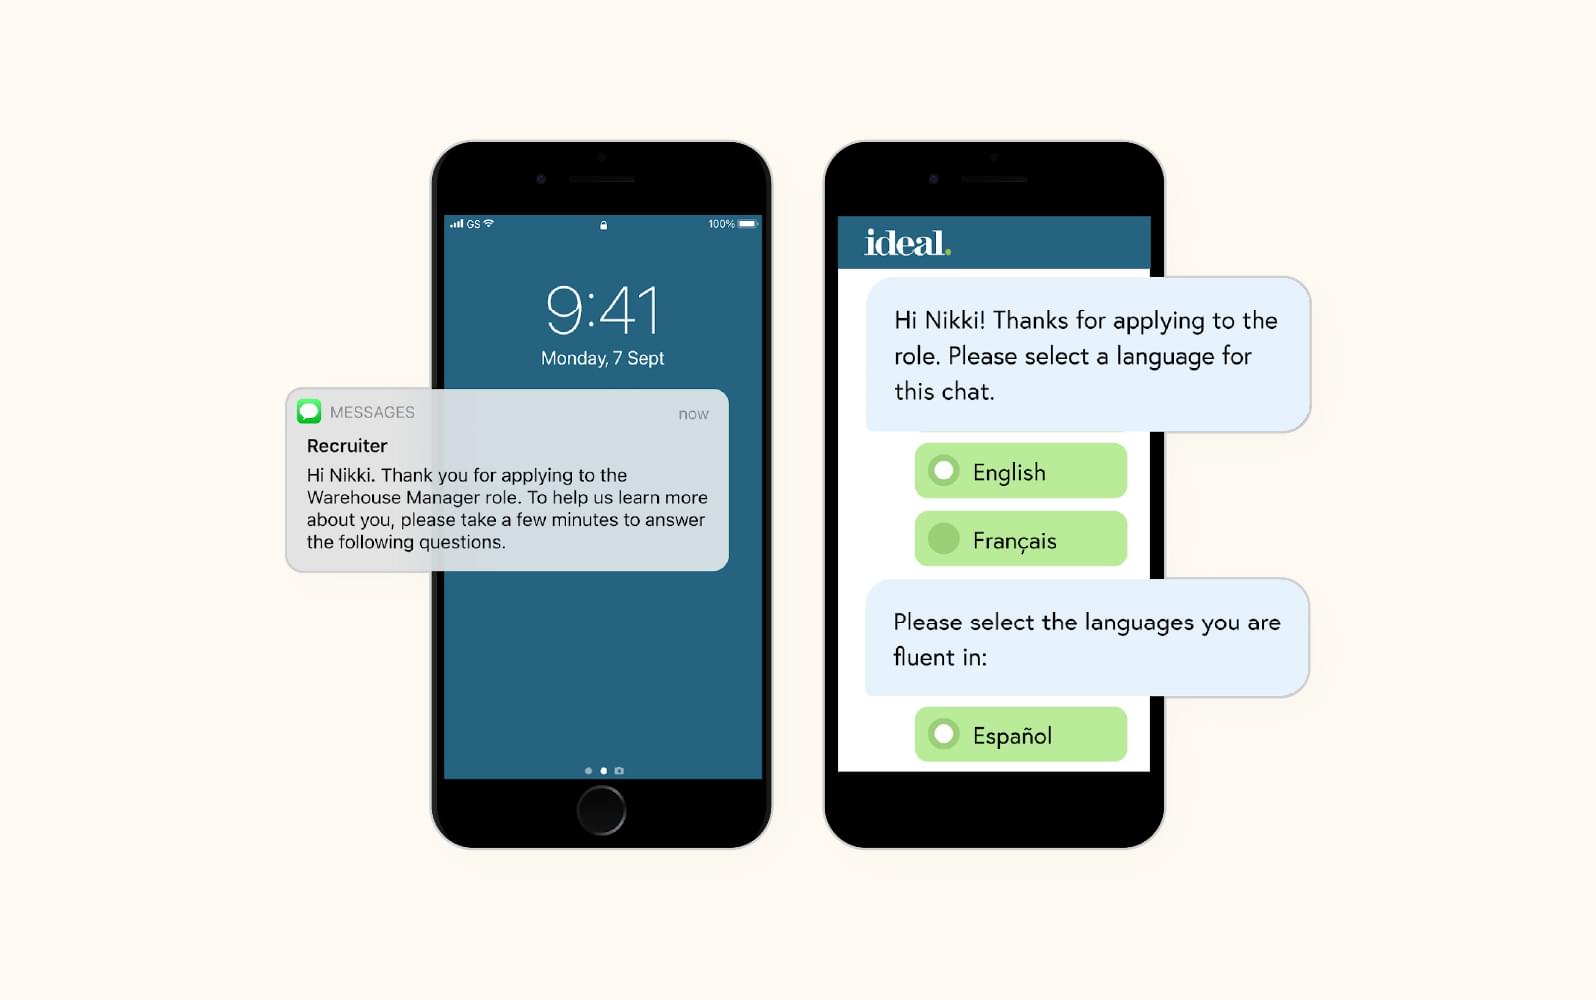 GS
100%
9:41
Monday, 7 Sept
MESSAGES
now
Recruiter
Hi Nikki. Thank you for applying to the
Warehouse Manager role. To help us learn more
about you, please take a few minutes to answer
the following questions.
ideal.
Hi Nikki! Thanks for applying to the
role. Please select a language for
this chat.
English
Français
Please select the languages you are
fluent in:
Español